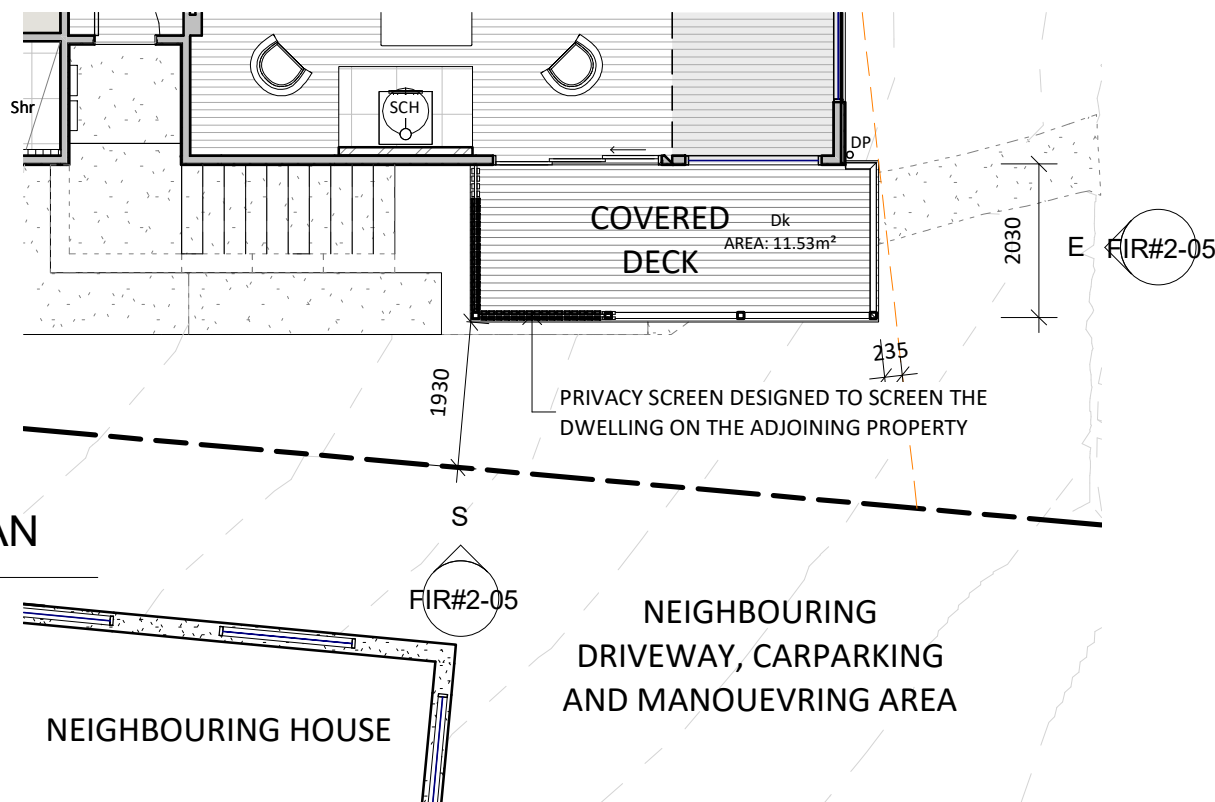 Shr
SCH
DP
COVERED
DECK
Dk
AREA: 11.53m²
2030
E
FIR#2-05
235
1930
PRIVACY SCREEN DESIGNED TO SCREEN THE
DWELLING ON THE ADJOINING PROPERTY
S
FIR#2-05
AN
NEIGHBOURING
DRIVEWAY, CARPARKING
AND MANOUEVRING AREA
NEIGHBOURING HOUSE